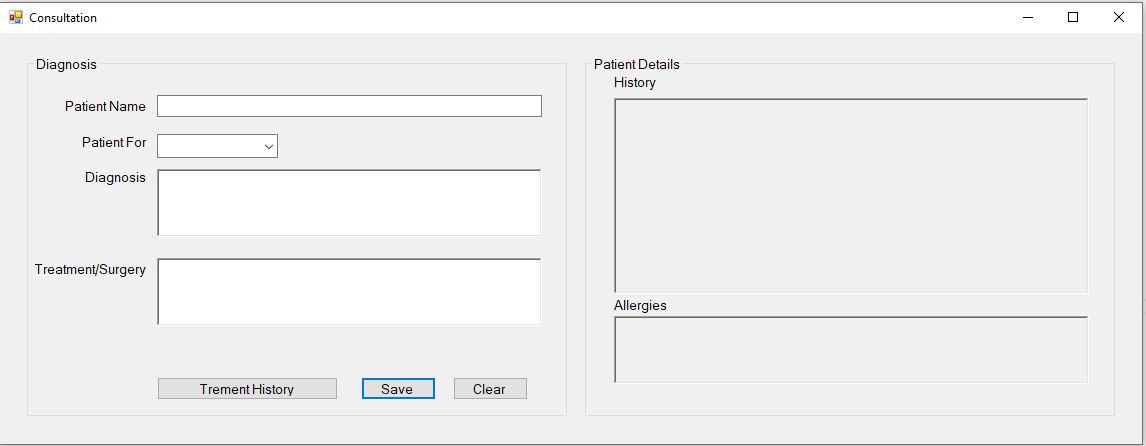 Consultation
Diagnosis
Patient Name
Patient For
Diagnosis
Treatment/Surgery
Trement History
Save
Clear
Patient Details
History
Allergies